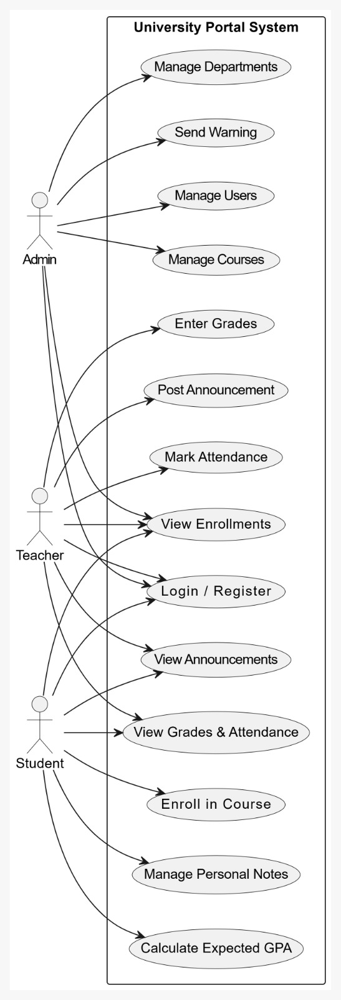 University Portal System
Manage Departments
Send Warning
Manage Users
Manage Courses
Admin
Enter Grades
Post Announcement
Mark Attendance
View Enrollments
Teacher
Login / Register
View Announcements
View Grades & Attendance
Student
Enroll in Course
Manage Personal Notes
Calculate Expected GPA